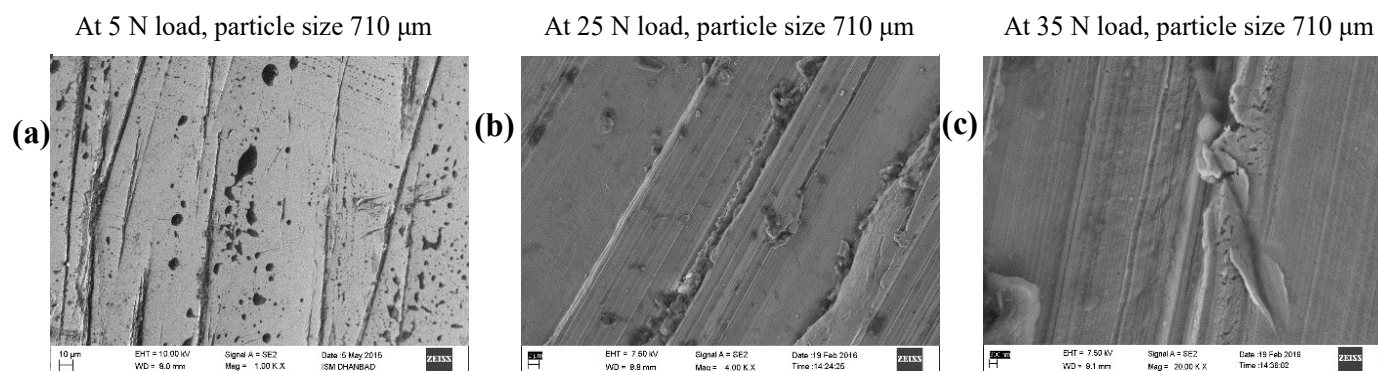 At 5 N load, particle size 710 μm
At 25 N load, particle size 710 μm
At 35 N load, particle size 710 μm
(a)
(b)
(c)
10 μm
EHT = 10.00 kV
WD = 9.0 mm
Signal A = SE2
Mag = 1.00 K X
Date :5 May 2015
ISM DHANBAD
ZEISS
EHT = 7.50 kV
WD = 8.8 mm
Signal A = SE2
Mag = 4.00 K X
Date :19 Feb 2016
Time :14:24:25
ZEISS
EHT = 7.50 kV
WD = 9.1 mm
Signal A = SE2
Mag = 20.00 K X
Date :19 Feb 2016
Time :14:36:02
ZEISS